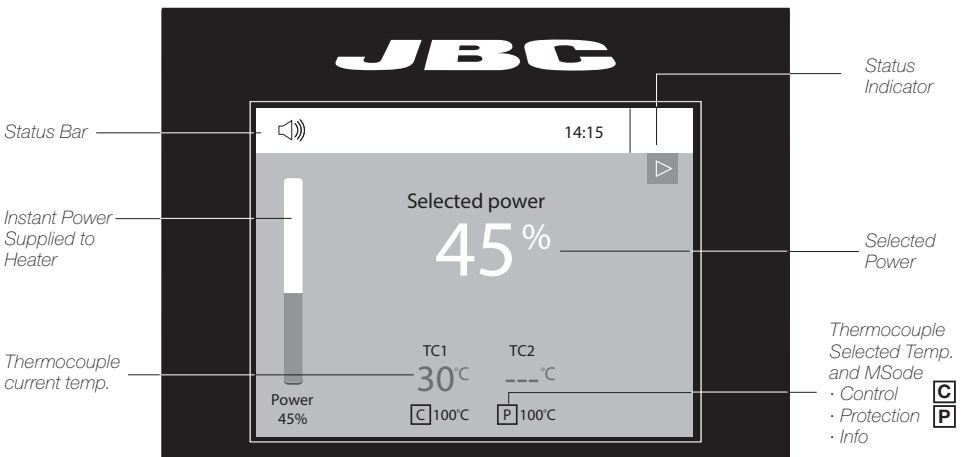 JBC
Status
Indicator
Status Bar
14:15
Instant Power
Supplied to
Heater
Selected power
45%
Selected
Power
Thermocouple
current temp.
TC1
TC2
30°C
---°C
C 100°C
P 100°C
Power
45%
Thermocouple
Selected Temp.
and MSode
· Control C
· Protection P
· Info